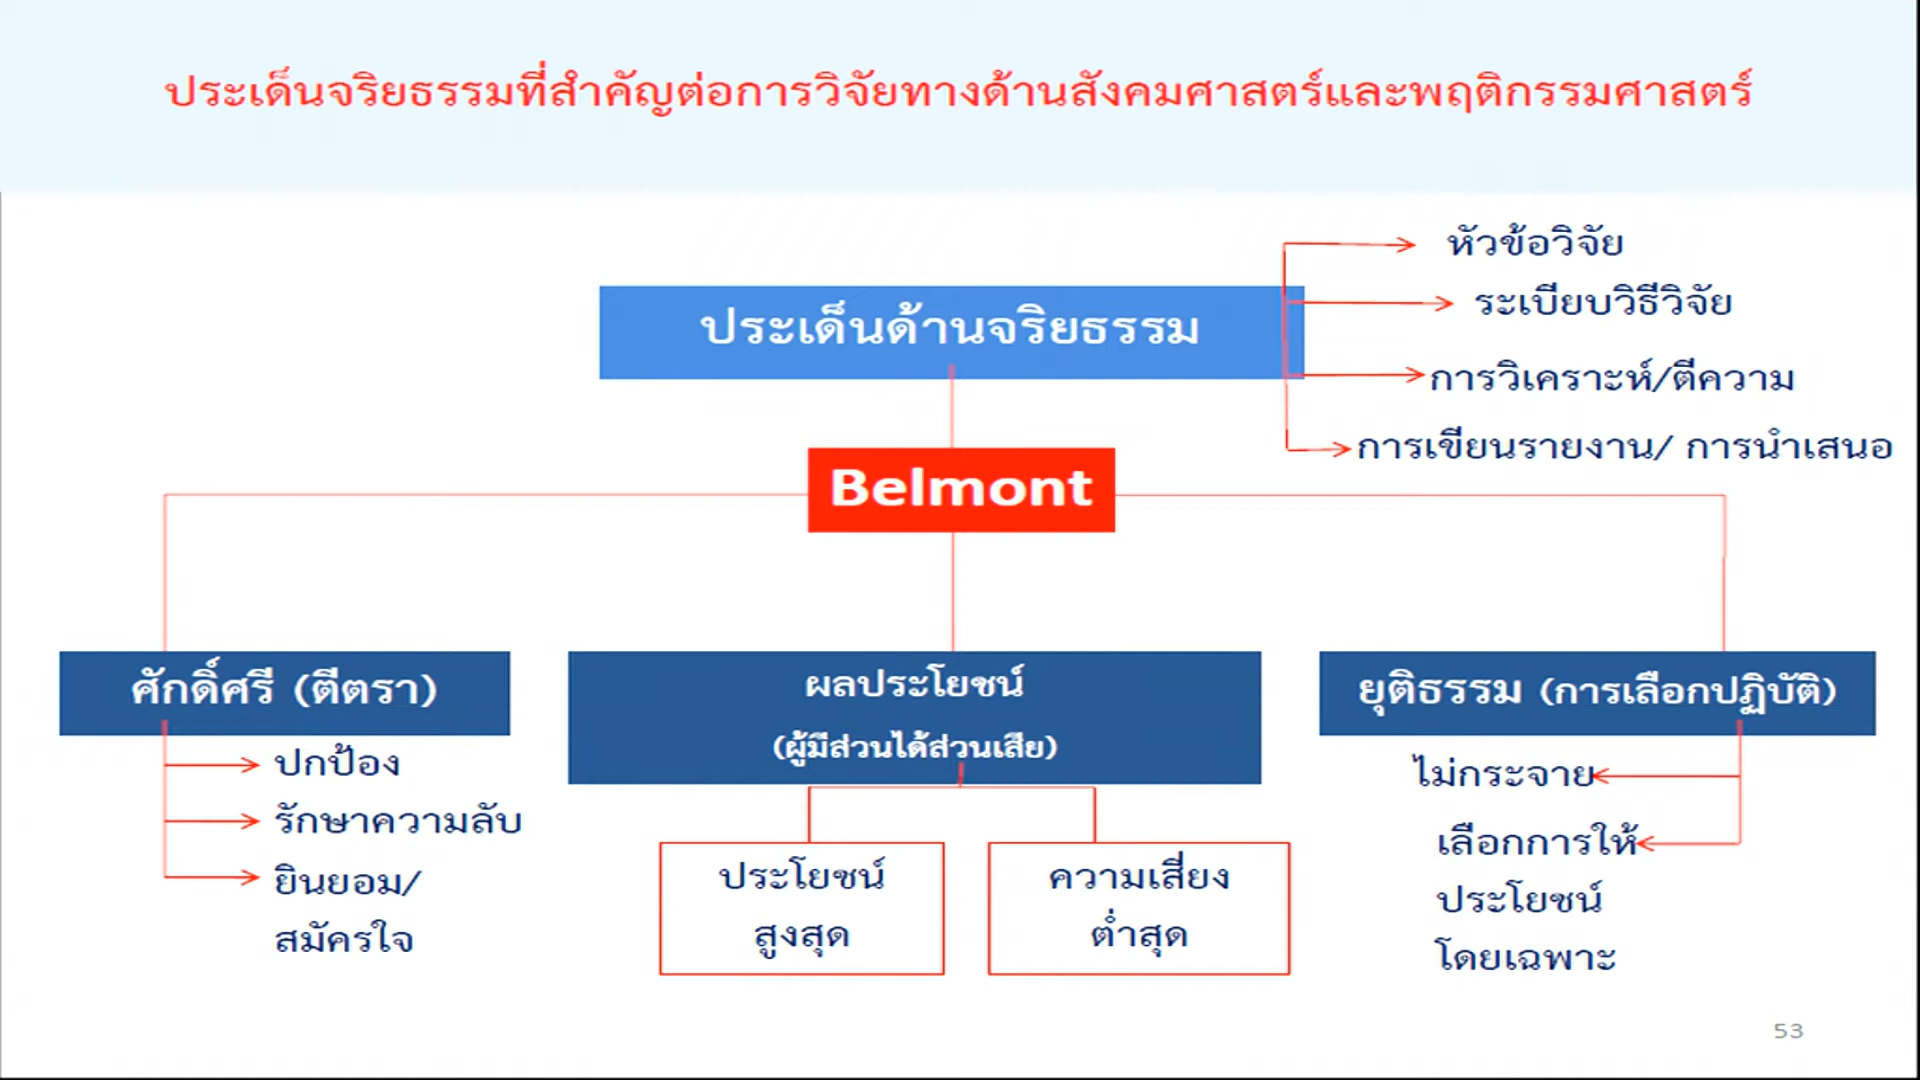 ประเด็นจริยธรรมที่สำคัญต่อการวิจัยทางด้านสังคมศาสตร์และพฤติกรรมศาสตร์
ประเด็นด้านจริยธรรม
หัวข้อวิจัย
ระเบียบวิธีวิจัย
การวิเคราะห์/ตีความ
การเขียนรายงาน/ การนำเสนอ
Belmont
ศักดิ์ศรี (ตีตรา)
ปกป้อง
รักษาความลับ
ยินยอม/
สมัครใจ
ผลประโยชน์
(ผู้มีส่วนได้ส่วนเสีย)
ประโยชน์
สูงสุด
ความเสี่ยง
ต่ำสุด
ยุติธรรม (การเลือกปฏิบัติ)
ไม่กระจาย
เลือกการให้
ประโยชน์
โดยเฉพาะ
53